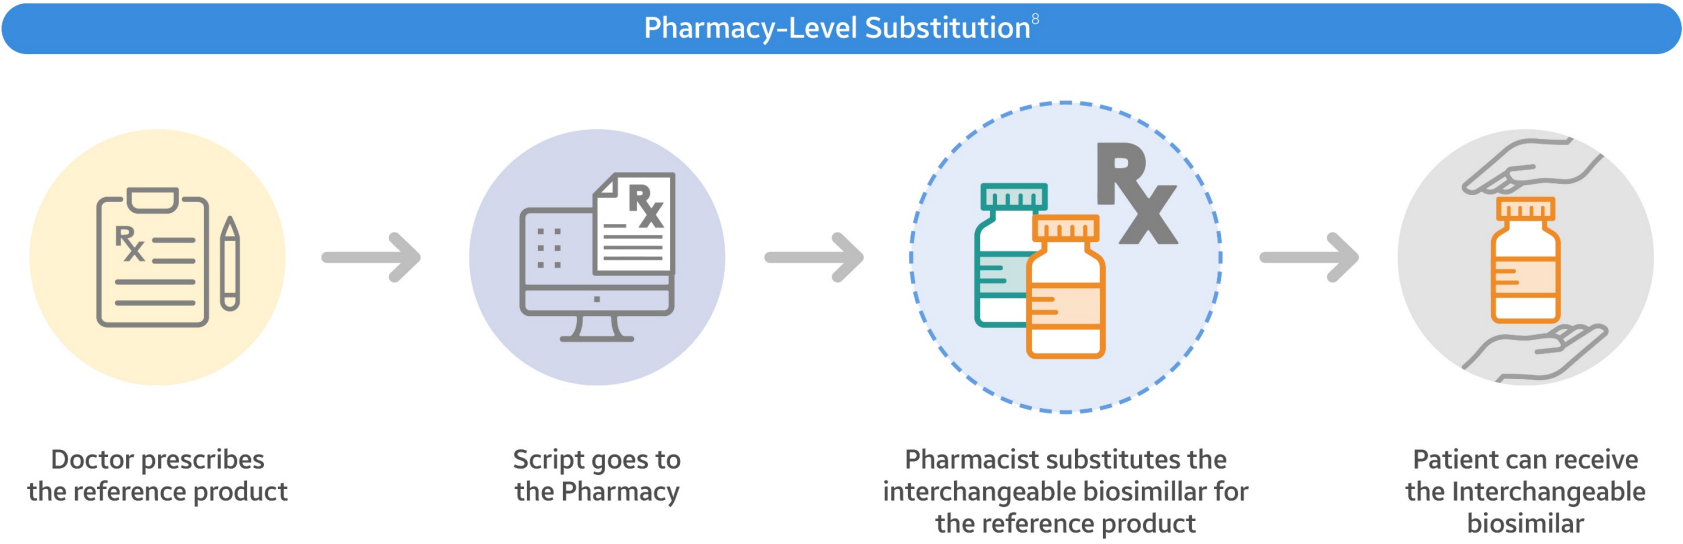 Pharmacy-Level Substitution⁸
Rx
Rx
Rx
Doctor prescribes
the reference product
Script goes to
the Pharmacy
Pharmacist substitutes the
interchangeable biosimillar for
the reference product
Patient can receive
the Interchangeable
biosimilar